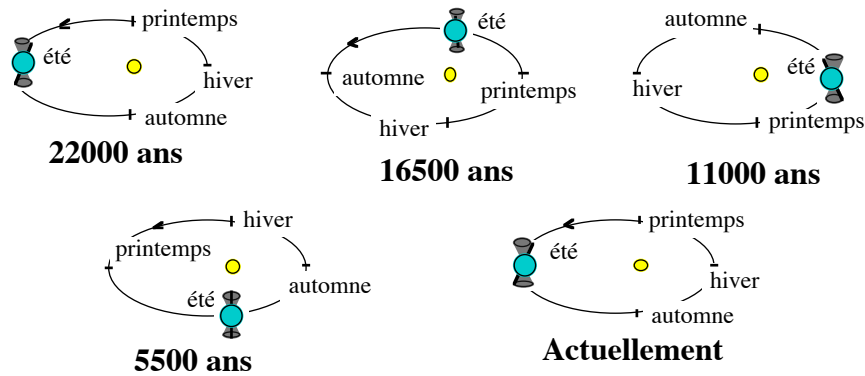 printemps
été
hiver
automne
22000 ans
été
automne
printemps
hiver
16500 ans
automne
été
hiver
printemps
11000 ans
hiver
printemps
automne
été
5500 ans
printemps
été
hiver
automne
Actuellement